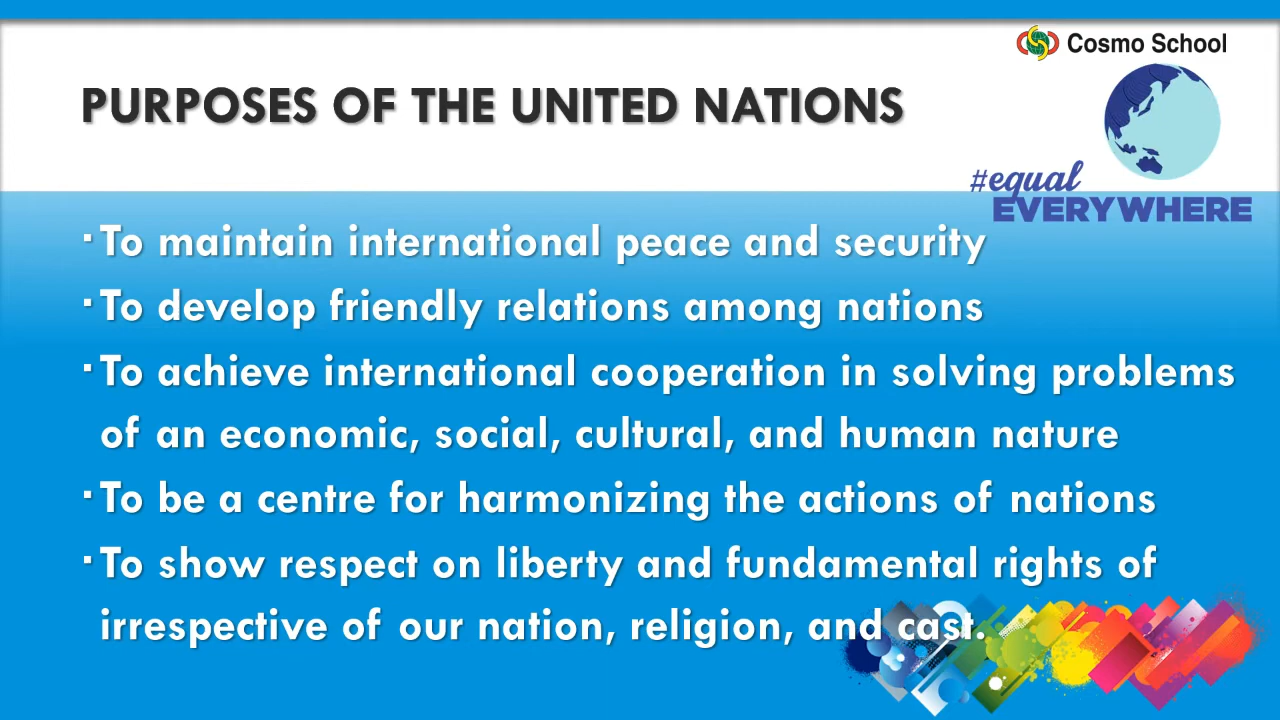 Cosmo School
PURPOSES OF THE UNITED NATIONS
#equal
EVERYWHERE
· To maintain international peace and security
· To develop friendly relations among nations
· To achieve international cooperation in solving problems
of an economic, social, cultural, and human nature
· To be a centre for harmonizing the actions of nations
· To show respect on liberty and fundamental rights of
irrespective of our nation, religion, and cast.